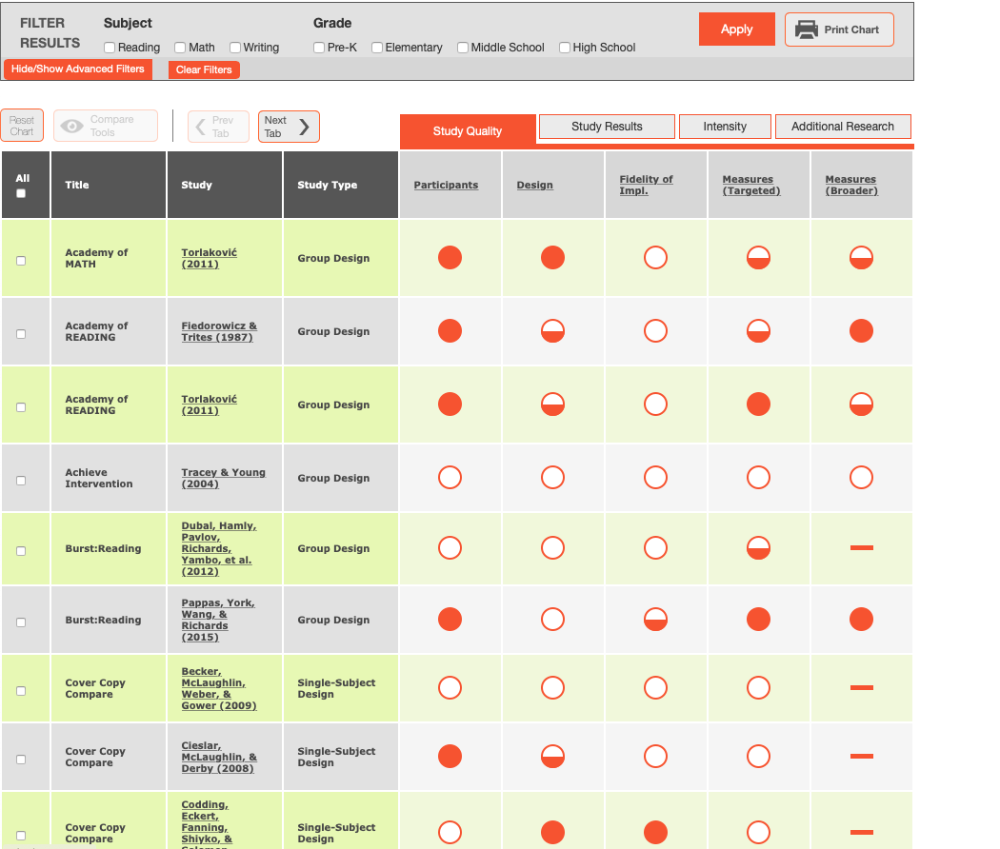 FILTER
RESULTS
Subject
Reading Math Writing
Grade
Pre-K Elementary Middle School High School
Apply
Print Chart
Hide/Show Advanced Filters
Clear Filters
Reset
Chart
Compare
Tools
Prev
Tab
Next
Tab
Study Quality
Study Results
Intensity
Additional Research
All
Title
Study
Study Type
Participants
Design
Fidelity of
Impl.
Measures
(Targeted)
Measures
(Broader)
Academy of
MATH
Torlaković
(2011)
Group Design
Academy of
READING
Fiedorowicz &
Trites (1987)
Group Design
Academy of
READING
Torlaković
(2011)
Group Design
Achieve
Intervention
Tracey & Young
(2004)
Group Design
Burst:Reading
Dubal, Hamly,
Pavlov,
Richards,
Yambo, et al.
(2012)
Group Design
Burst:Reading
Pappas, York,
Wang, &
Richards
(2015)
Group Design
Cover Copy
Compare
Becker,
McLaughlin,
Weber, &
Gower (2009)
Single-Subject
Design
Cover Copy
Compare
Cieslar,
McLaughlin, &
Derby (2008)
Single-Subject
Design
Cover Copy
Compare
Codding,
Eckert,
Fanning,
Shiyko, &
Single-Subject
Design